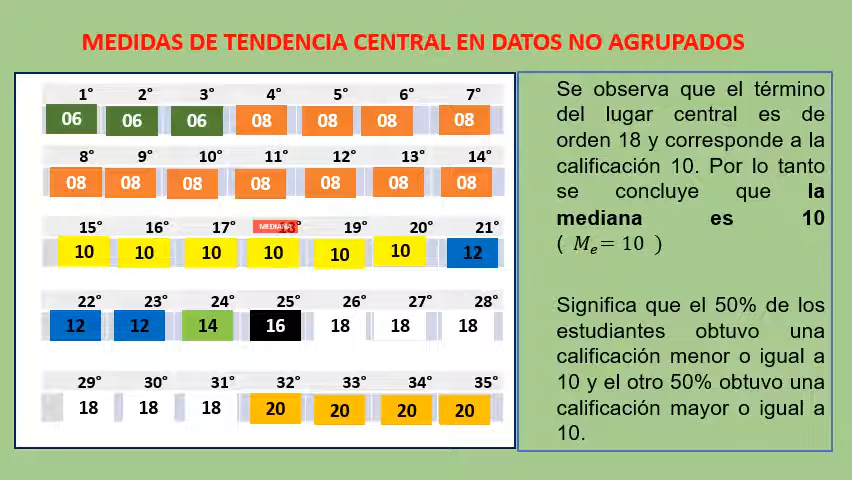 MEDIDAS DE TENDENCIA CENTRAL EN DATOS NO AGRUPADOS
1° 2° 3° 4° 5° 6° 7°
06 06 06 08 08 08 08
8° 9° 10° 11° 12° 13° 14°
08 08 08 08 08 08 08
15° 16° 17° MEDIANA 18° 19° 20° 21°
10 10 10 10 10 10 12
22° 23° 24° 25° 26° 27° 28°
12 12 14 16 18 18 18
29° 30° 31° 32° 33° 34° 35°
18 18 18 20 20 20 20
Se observa que el término
del lugar central es de
orden 18 y corresponde a la
calificación 10. Por lo tanto
se concluye que la
mediana es 10
( Me = 10 )
Significa que el 50% de los
estudiantes obtuvo una
calificación menor o igual a
10 y el otro 50% obtuvo una
calificación mayor o igual a
10.